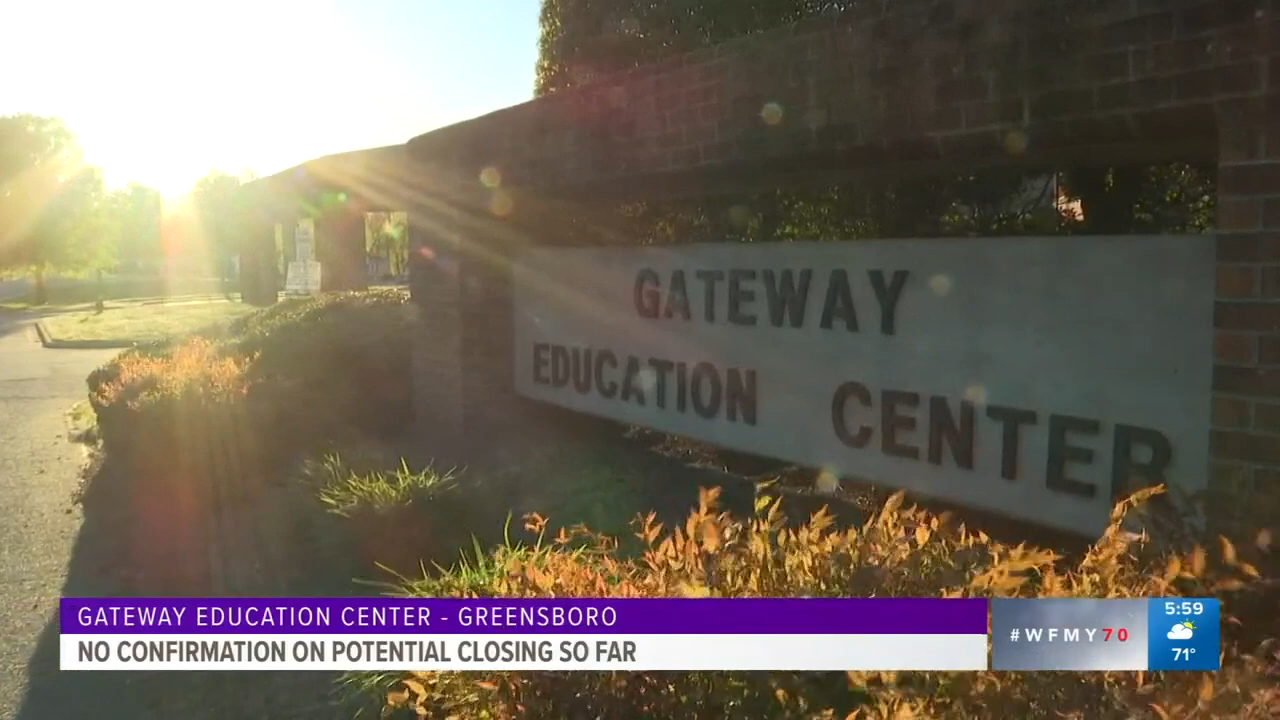 GATEWAY
EDUCATION CENTER
GATEWAY EDUCATION CENTER - GREENSBORO
NO CONFIRMATION ON POTENTIAL CLOSING SO FAR
#WFMY70
5:59
71°